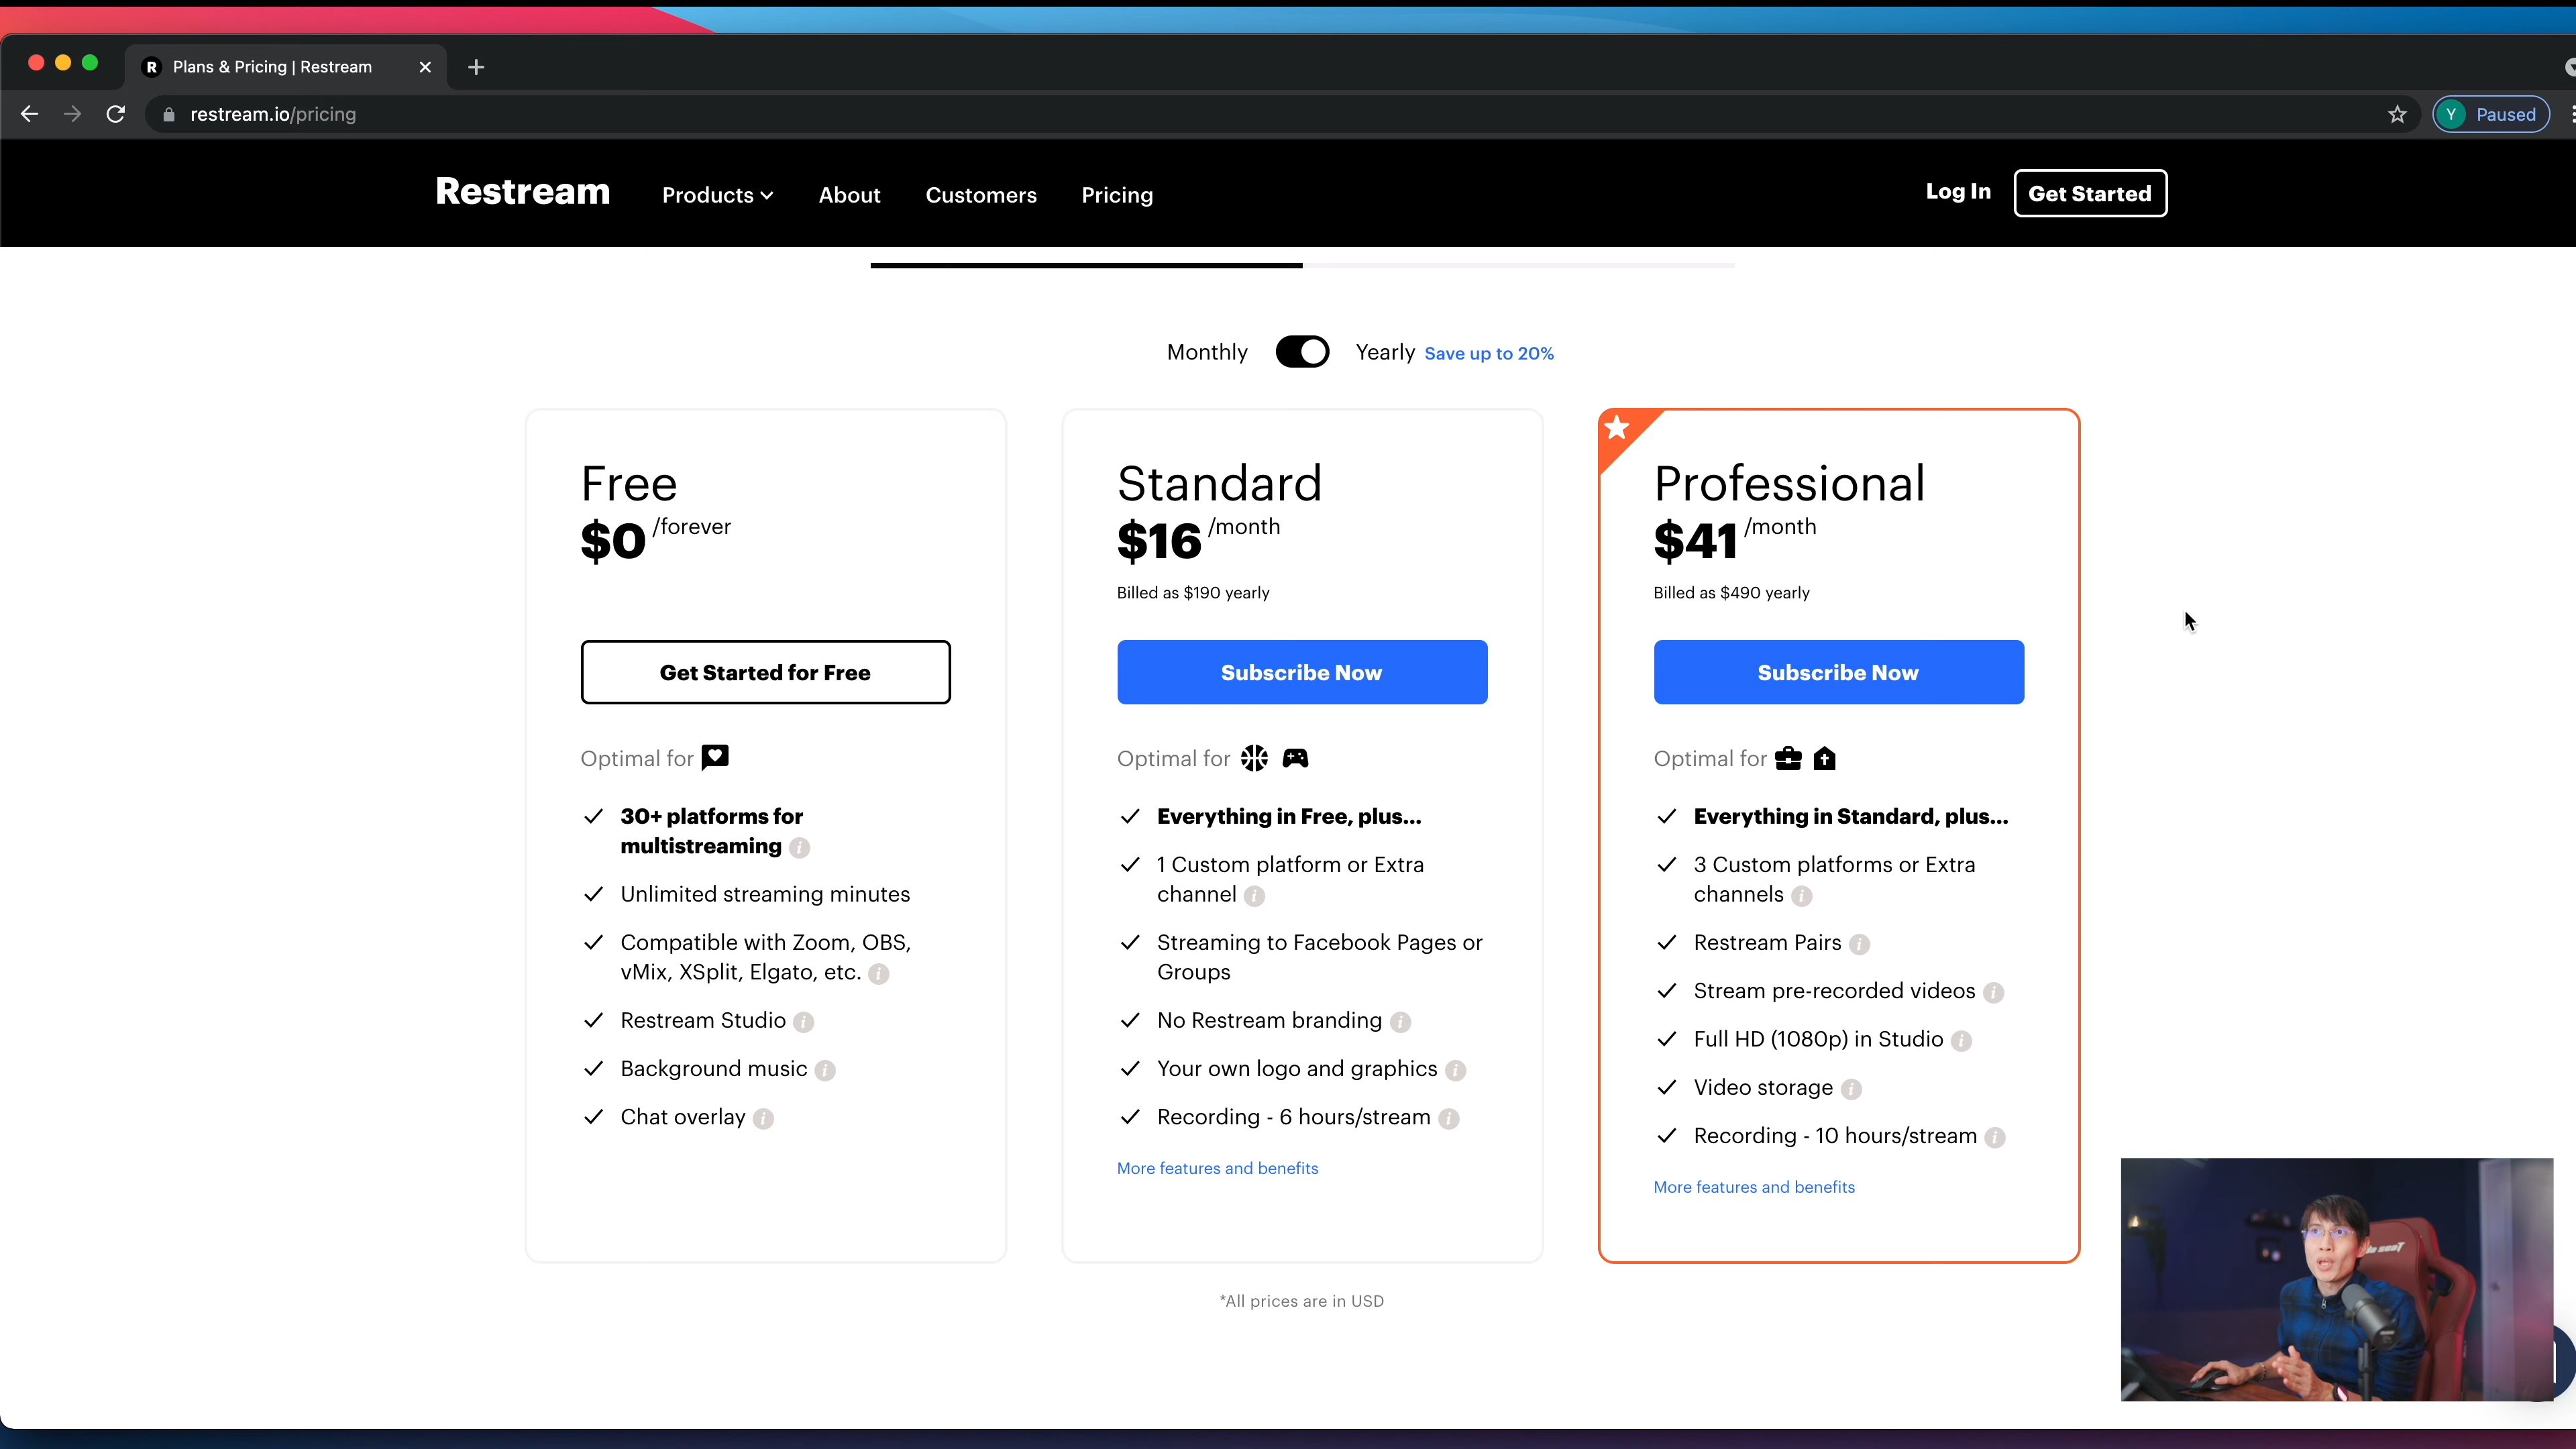 Plans & Pricing | Restream
restream.io/pricing
Y Paused
Restream
Products
About
Customers
Pricing
Log In
Get Started
Monthly
Yearly
Save up to 20%
Free
$0 /forever
Get Started for Free
Optimal for
30+ platforms for
multistreaming
Unlimited streaming minutes
Compatible with Zoom, OBS,
vMix, XSplit, Elgato, etc.
Restream Studio
Background music
Chat overlay
Standard
$16 /month
Billed as $190 yearly
Subscribe Now
Optimal for
Everything in Free, plus...
1 Custom platform or Extra
channel
Streaming to Facebook Pages or
Groups
No Restream branding
Your own logo and graphics
Recording - 6 hours/stream
More features and benefits
Professional
$41 /month
Billed as $490 yearly
Subscribe Now
Optimal for
Everything in Standard, plus...
3 Custom platforms or Extra
channels
Restream Pairs
Stream pre-recorded videos
Full HD (1080p) in Studio
Video storage
Recording - 10 hours/stream
More features and benefits
*All prices are in USD